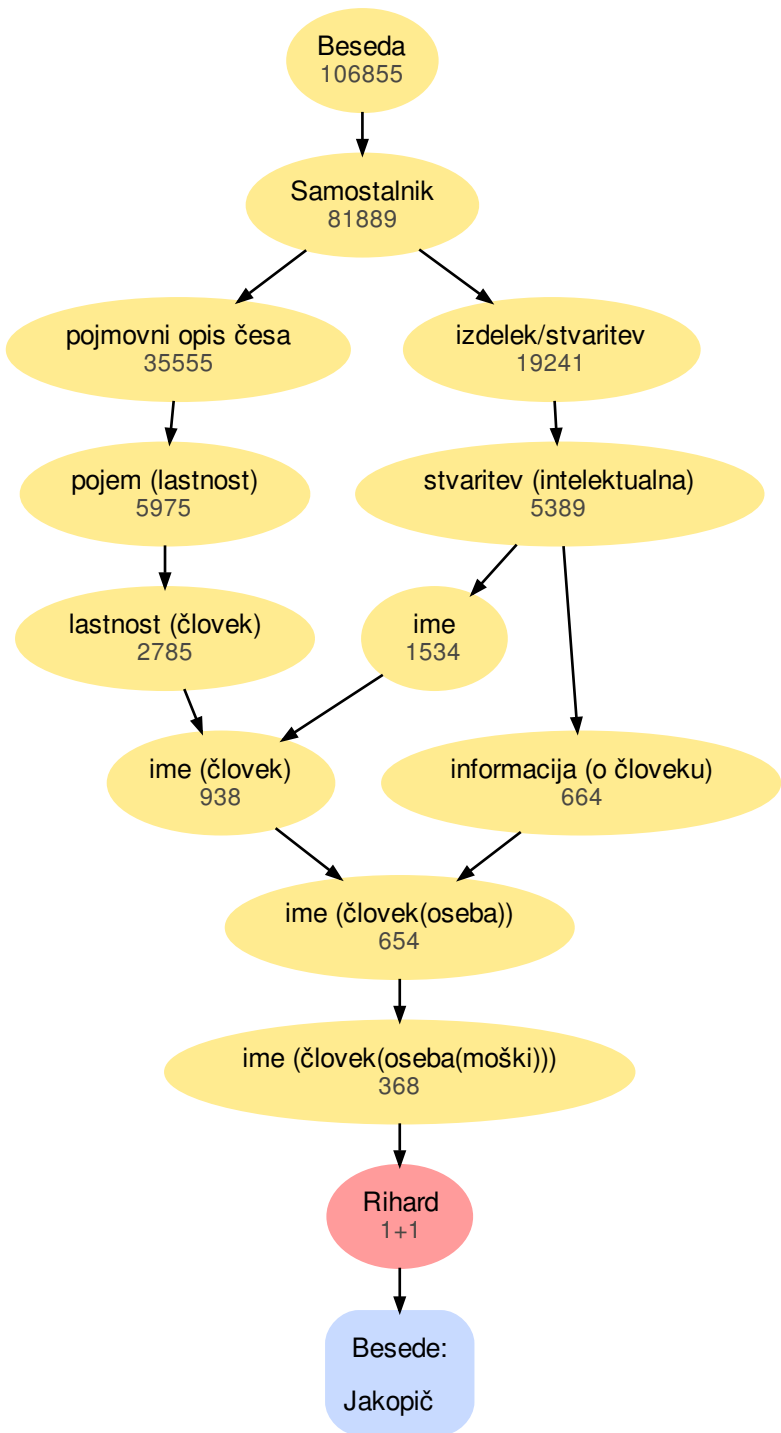 Beseda
106855
Samostalnik
81889
pojmovni opis česa
35555
izdelek/stvaritev
19241
pojem (lastnost)
5975
stvaritev (intelektualna)
5389
lastnost (človek)
2785
ime
1534
ime (človek)
938
informacija (o človeku)
664
ime (človek(oseba))
654
ime (človek(oseba(moški)))
368
Rihard
1+1
Besede:
Jakopič